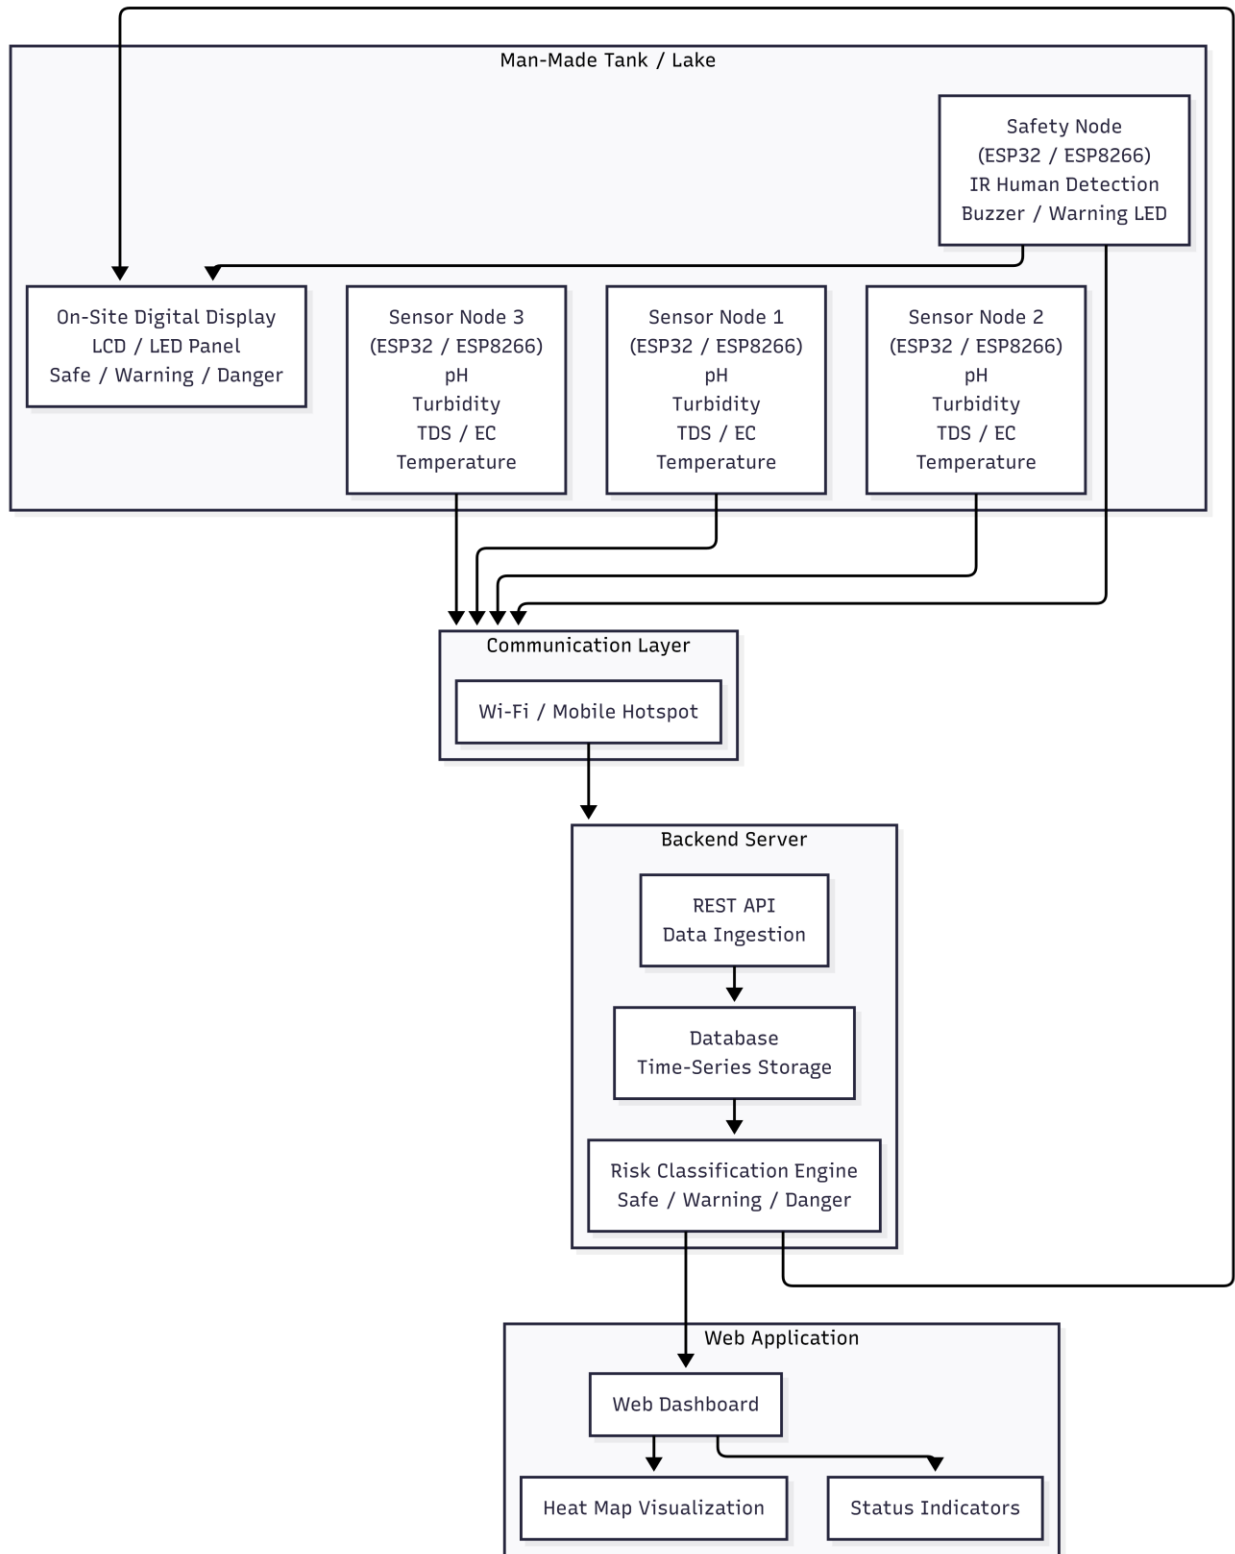 Man-Made Tank / Lake
Safety Node
(ESP32 / ESP8266)
IR Human Detection
Buzzer / Warning LED
On-Site Digital Display
LCD / LED Panel
Safe / Warning / Danger
Sensor Node 3
(ESP32 / ESP8266)
pH
Turbidity
TDS / EC
Temperature
Sensor Node 1
(ESP32 / ESP8266)
pH
Turbidity
TDS / EC
Temperature
Sensor Node 2
(ESP32 / ESP8266)
pH
Turbidity
TDS / EC
Temperature
Communication Layer
Wi-Fi / Mobile Hotspot
Backend Server
REST API
Data Ingestion
Database
Time-Series Storage
Risk Classification Engine
Safe / Warning / Danger
Web Application
Web Dashboard
Heat Map Visualization
Status Indicators